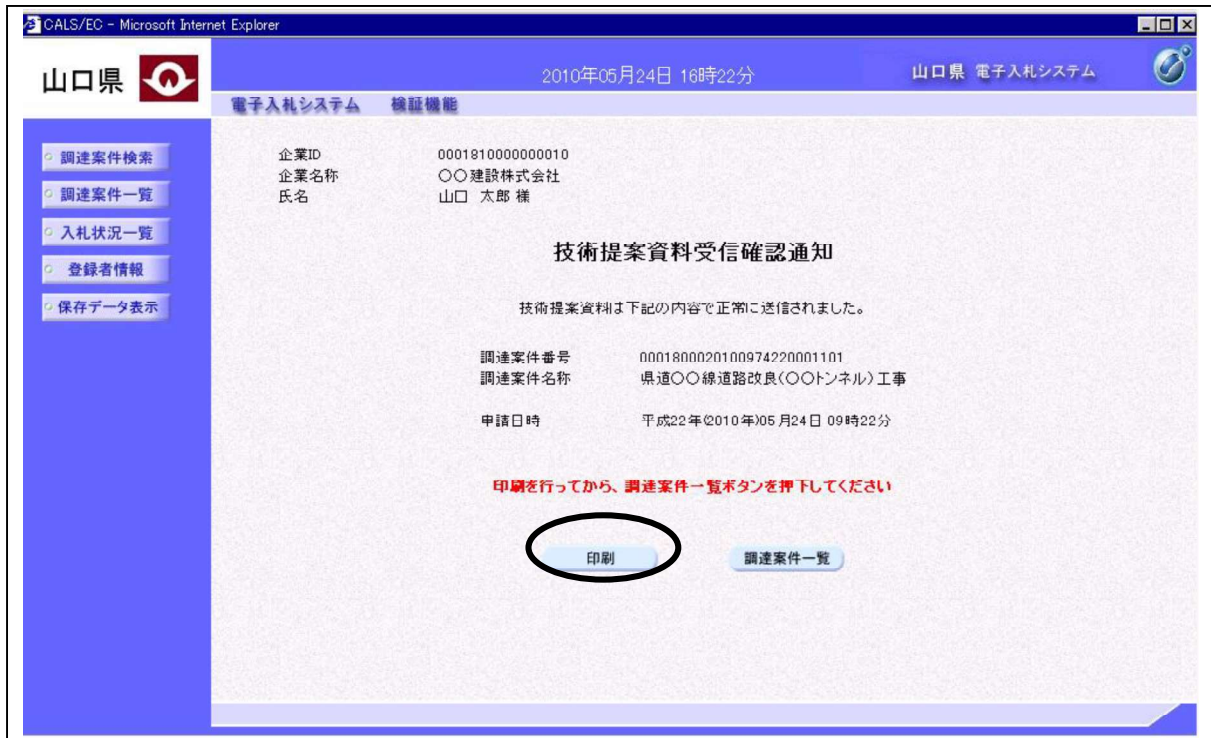 CALS/EC - Microsoft Internet Explorer
山口県
2010年05月24日 16時22分
山口県 電子入札システム
電子入札システム 検証機能
調達案件検索
調達案件一覧
入札状況一覧
登録者情報
保存データ表示
企業ID 0001810000000010
企業名称 〇〇建設株式会社
氏名 山口 太郎 様
技術提案資料受信確認通知
技術提案資料は下記の内容で正常に送信されました。
調達案件番号 0001800020100974220001101
調達案件名称 県道〇〇線道路改良(〇〇トンネル)工事
申請日時 平成22年(2010年)05月24日 09時22分
印刷を行ってから、調達案件一覧ボタンを押下してください
印刷 調達案件一覧